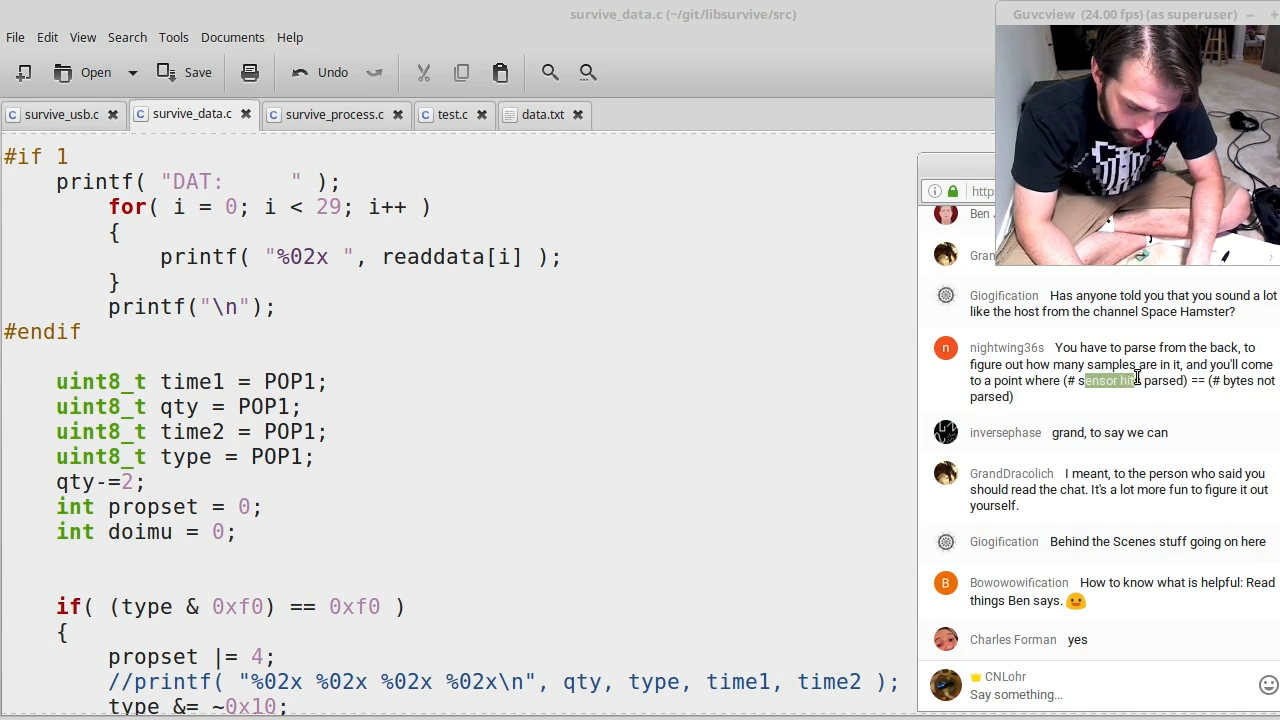 survive_data.c (~/git/libsurvive/src)
Guvcview (24.00 fps) (as superuser)
File Edit View Search Tools Documents Help
Open Save Undo
survive_usb.c survive_data.c survive_process.c test.c data.txt
#if 1
printf( "DAT:     " );
for( i = 0; i < 29; i++ )
{
printf( "%02x ", readdata[i] );
}
printf("\n");
#endif
uint8_t time1 = POP1;
uint8_t qty = POP1;
uint8_t time2 = POP1;
uint8_t type = POP1;
qty-=2;
int propset = 0;
int doimu = 0;
if( (type & 0xf0) == 0xf0 )
{
propset |= 4;
//printf( "%02x %02x %02x %02x\n", qty, type, time1, time2 );
type &= ~0x10;
http
Ben
Gran
Giogification Has anyone told you that you sound a lot
like the host from the channel Space Hamster?
nightwing36s You have to parse from the back, to
figure out how many samples are in it, and you'll come
to a point where (# sensor hits parsed) == (# bytes not
parsed)
inversephase grand, to say we can
GrandDracolich I meant, to the person who said you
should read the chat. It's a lot more fun to figure it out
yourself.
Giogification Behind the Scenes stuff going on here
Bowowowification How to know what is helpful: Read
things Ben says.
Charles Forman yes
CNLohr
Say something...